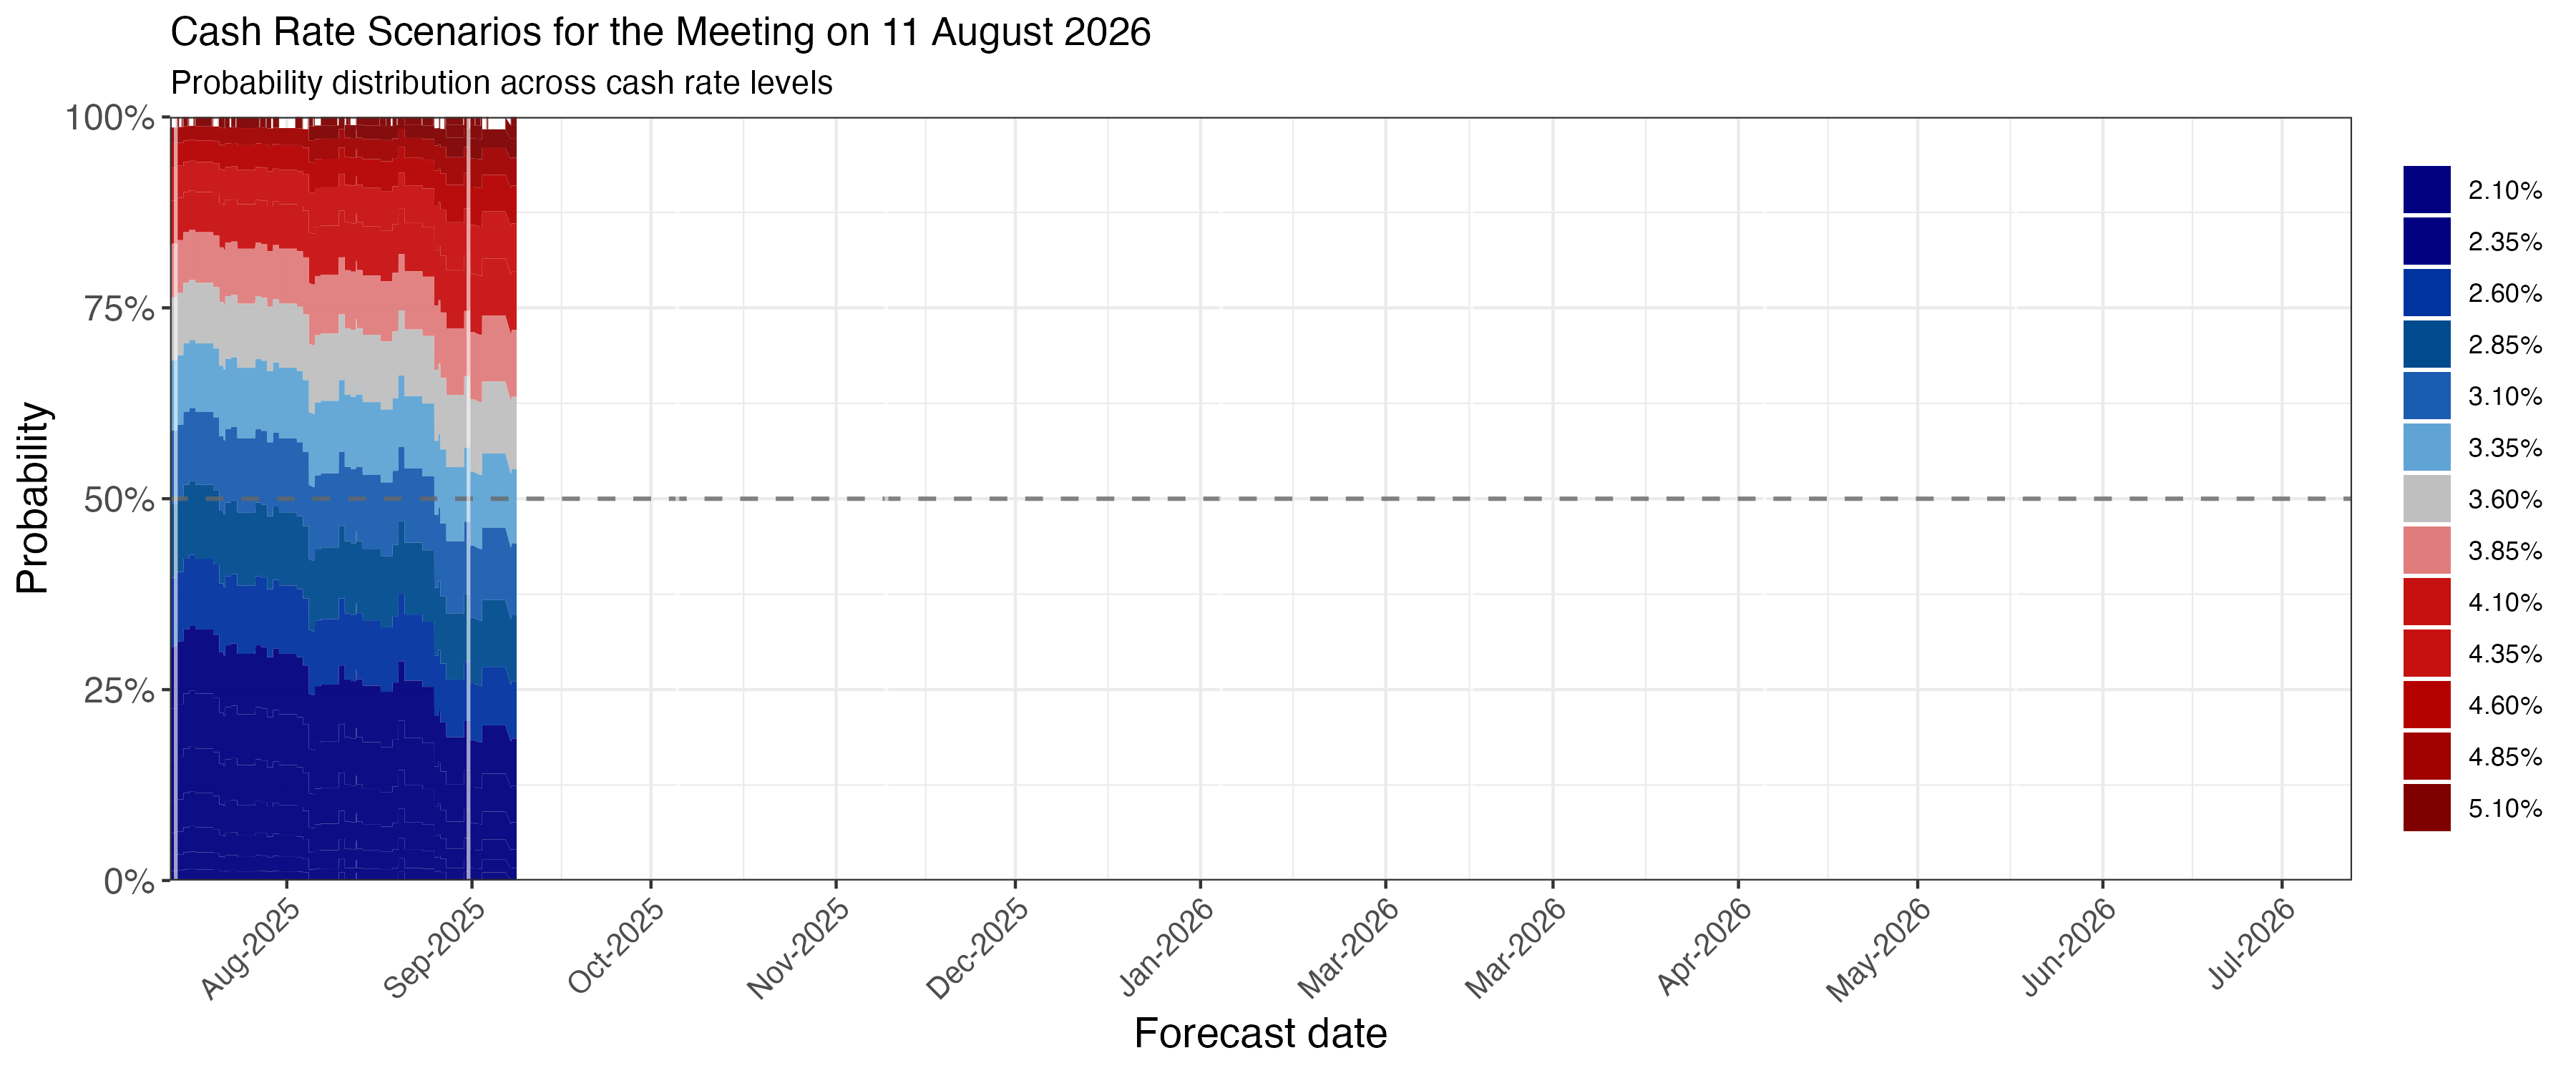 Cash Rate Scenarios for the Meeting on 11 August 2026
Probability distribution across cash rate levels
Probability
100%
75%
50%
25%
0%
Aug-2025
Sep-2025
Oct-2025
Nov-2025
Dec-2025
Jan-2026
Mar-2026
Mar-2026
Apr-2026
May-2026
Jun-2026
Jul-2026
Forecast date
2.10%
2.35%
2.60%
2.85%
3.10%
3.35%
3.60%
3.85%
4.10%
4.35%
4.60%
4.85%
5.10%